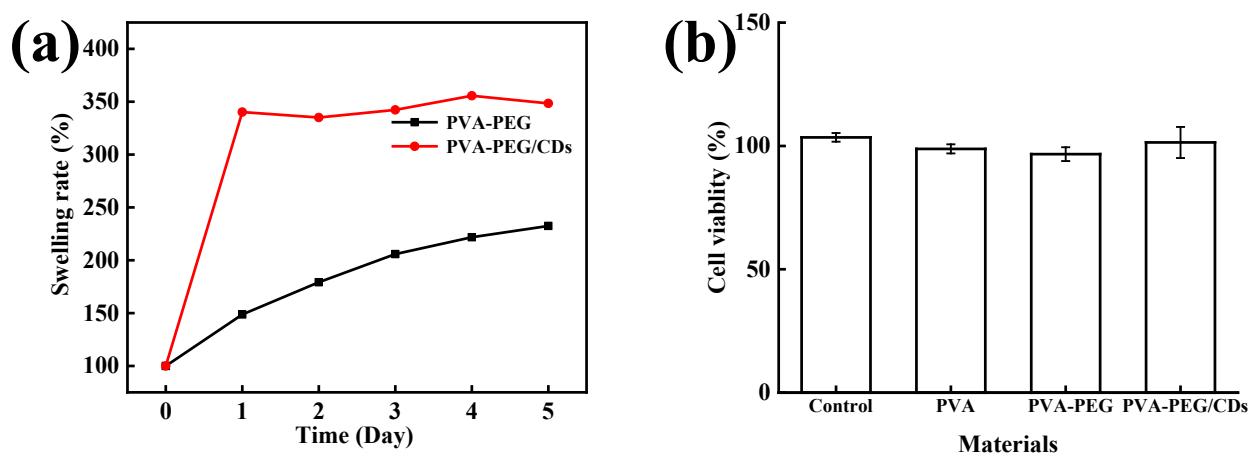 (a)
Swelling rate (%)
400
350
300
250
200
150
100
PVA-PEG
PVA-PEG/CDs
0 1 2 3 4 5
Time (Day)
(b)
Cell viablity (%)
150
100
50
0
Control PVA PVA-PEG PVA-PEG/CDs
Materials